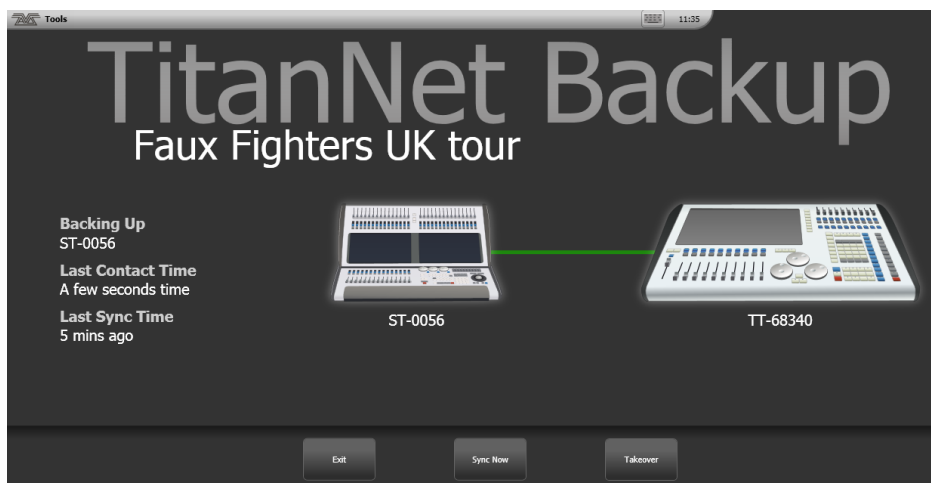 Tools
11:35
TitanNet Backup
Faux Fighters UK tour
Backing Up
ST-0056
Last Contact Time
A few seconds time
Last Sync Time
5 mins ago
ST-0056
TT-68340
Exit
Sync Now
Takeover